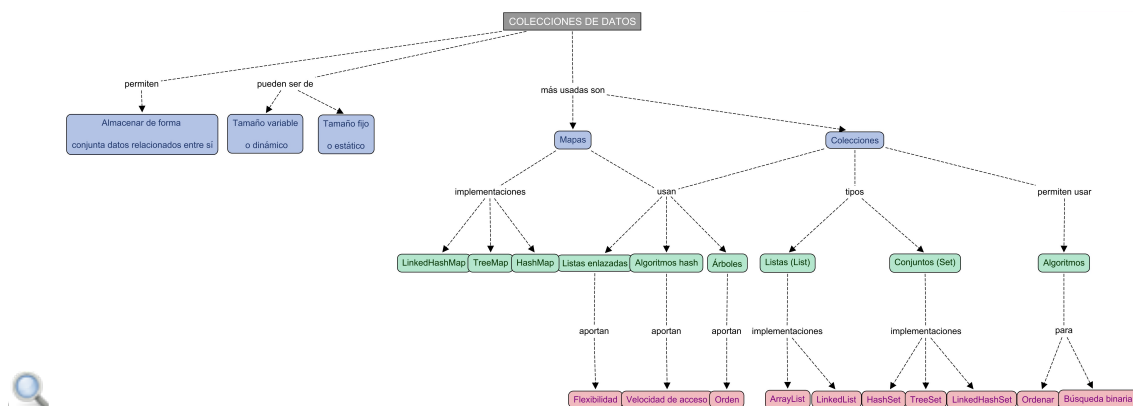 COLECCIONES DE DATOS
permiten
pueden ser de
más usadas son
Almacenar de forma
conjunta datos relacionados entre sí
Tamaño variable
o dinámico
Tamaño fijo
o estático
Mapas
Colecciones
implementaciones
usan
tipos
permiten usar
LinkedHashMap
TreeMap
HashMap
Listas enlazadas
Algoritmos hash
Árboles
Listas (List)
Conjuntos (Set)
Algoritmos
aportan
aportan
aportan
implementaciones
implementaciones
para
Flexibilidad
Velocidad de acceso
Orden
ArrayList
LinkedList
HashSet
TreeSet
LinkedHashSet
Ordenar
Búsqueda binaria